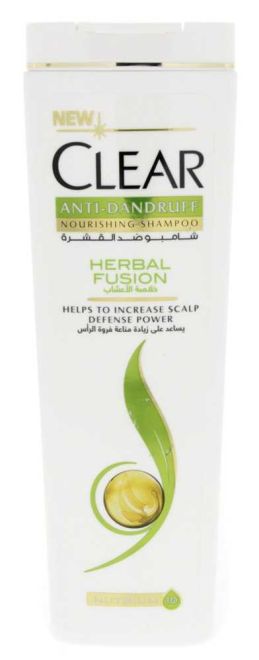 NEW
CLEAR
ANTI-DANDRUFF
NOURISHING SHAMPOO
شامبو ضد القشرة
HERBAL
FUSION
خلاصة الأعشاب
HELPS TO INCREASE SCALP
DEFENSE POWER
يساعد على زيادة مناعة فروة الرأس